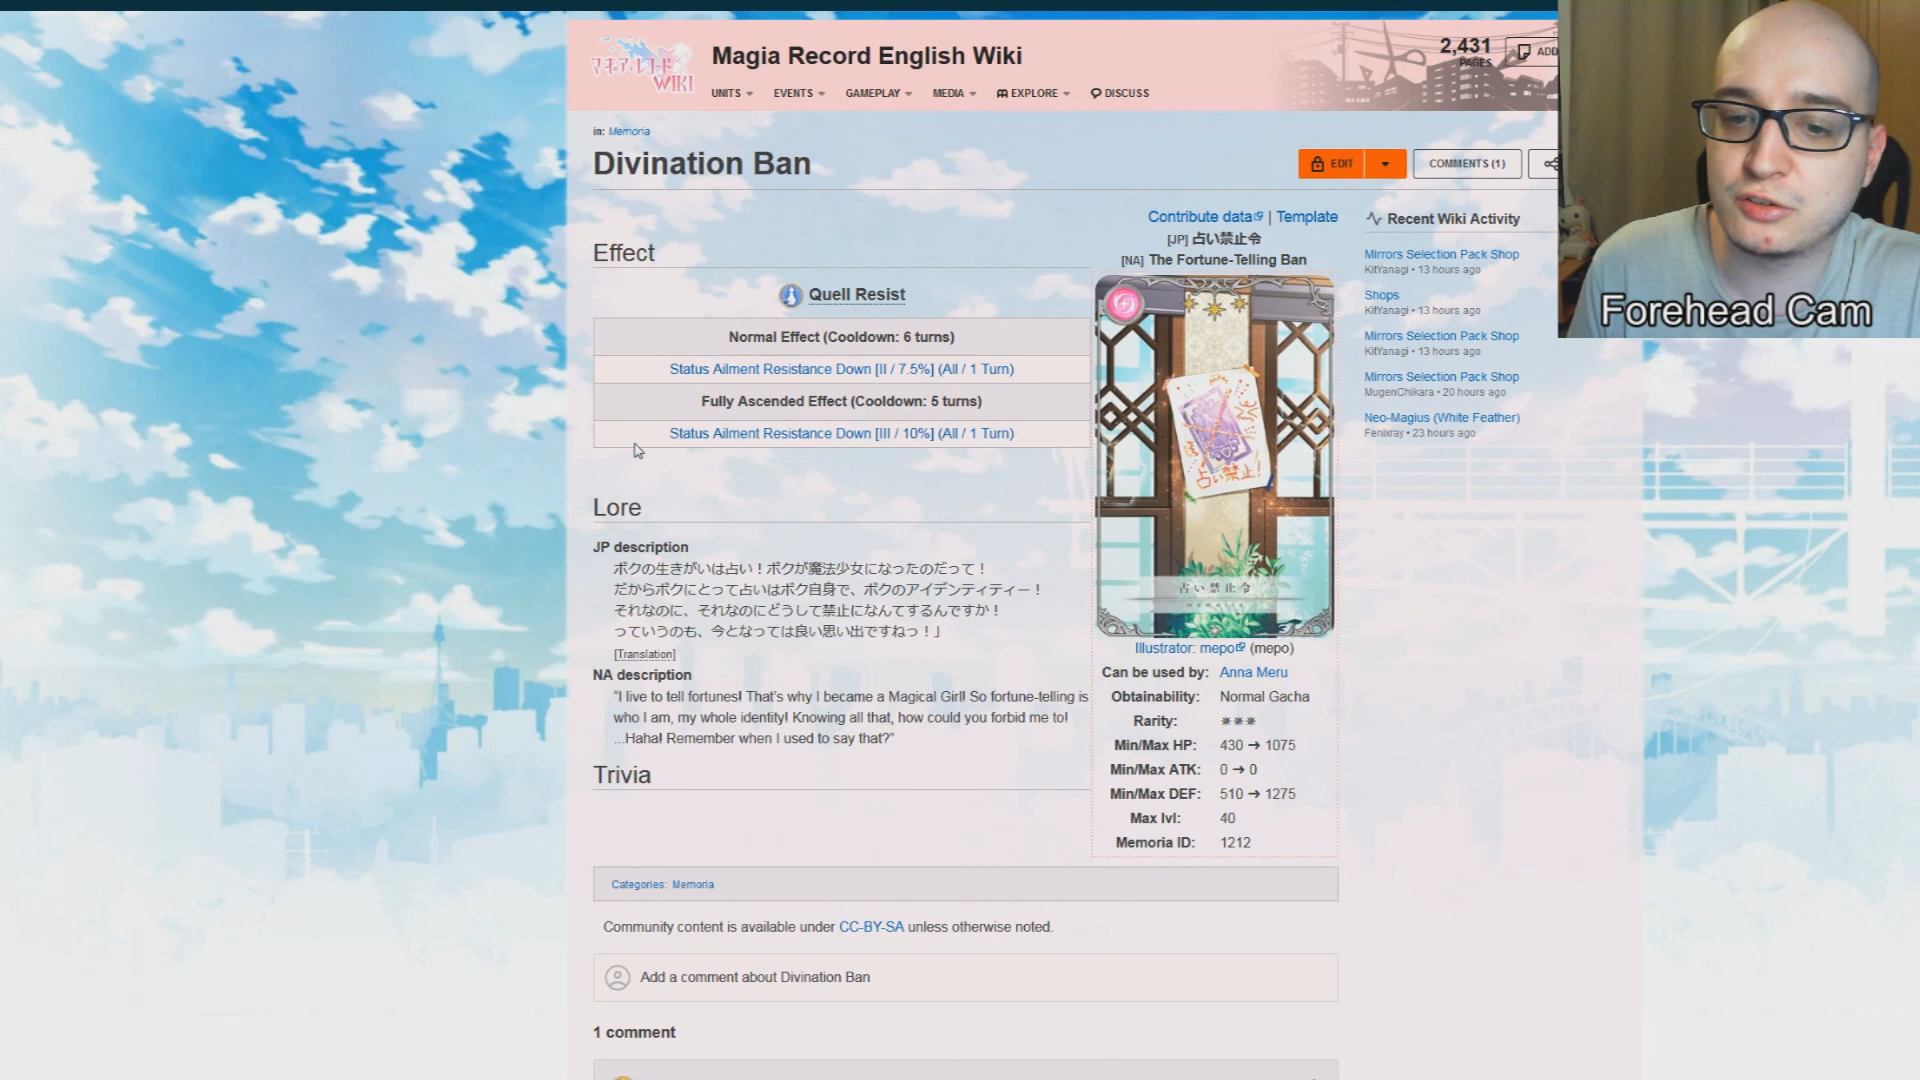 マギア・レコード
WIKI
Magia Record English Wiki
2,431
PAGES
ADD
UNITS
EVENTS
GAMEPLAY
MEDIA
EXPLORE
DISCUSS
in: Memoria
Divination Ban
EDIT
COMMENTS (1)
Forehead Cam
Contribute data | Template
[JP] 占い禁止令
[NA] The Fortune-Telling Ban
Effect
Quell Resist
Normal Effect (Cooldown: 6 turns)
Status Ailment Resistance Down [II / 7.5%] (All / 1 Turn)
Fully Ascended Effect (Cooldown: 5 turns)
Status Ailment Resistance Down [III / 10%] (All / 1 Turn)
占い禁止!
占い禁止令
Illustrator: mepo (mepo)
Can be used by: Anna Meru
Obtainability: Normal Gacha
Rarity: ✷✷✷
Min/Max HP: 430 → 1075
Min/Max ATK: 0 → 0
Min/Max DEF: 510 → 1275
Max lvl: 40
Memoria ID: 1212
Recent Wiki Activity
Mirrors Selection Pack Shop
KitYanagi • 13 hours ago
Shops
KitYanagi • 13 hours ago
Mirrors Selection Pack Shop
KitYanagi • 13 hours ago
Mirrors Selection Pack Shop
MugenChikara • 20 hours ago
Neo-Magius (White Feather)
Fenixray • 23 hours ago
Lore
JP description
ボクの生きがいは占い！ボクが魔法少女になったのだって！
だからボクにとって占いはボク自身で、ボクのアイデンティティー！
それなのに、それなのにどうして禁止になんてするんですか！
っていうのも、今となっては良い思い出ですねっ！」
[Translation]
NA description
“I live to tell fortunes! That’s why I became a Magical Girl! So fortune-telling is
who I am, my whole identity! Knowing all that, how could you forbid me to!
...Haha! Remember when I used to say that?”
Trivia
Categories: Memoria
Community content is available under CC-BY-SA unless otherwise noted.
Add a comment about Divination Ban
1 comment